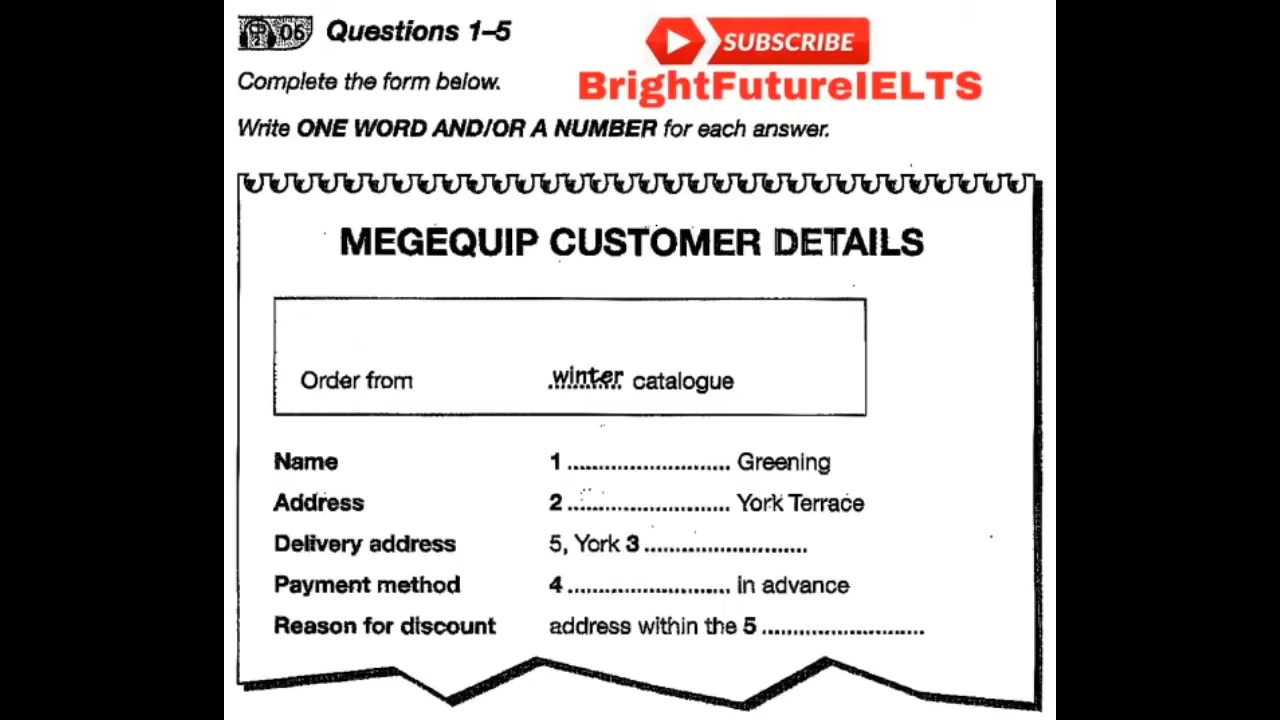 06 Questions 1–5
SUBSCRIBE
Complete the form below.
BrightFutureIELTS
Write ONE WORD AND/OR A NUMBER for each answer.
MEGEQUIP CUSTOMER DETAILS
Order from winter catalogue
Name 1 .......................... Greening
Address 2 .......................... York Terrace
Delivery address 5, York 3 ..........................
Payment method 4 .......................... in advance
Reason for discount address within the 5 ..........................